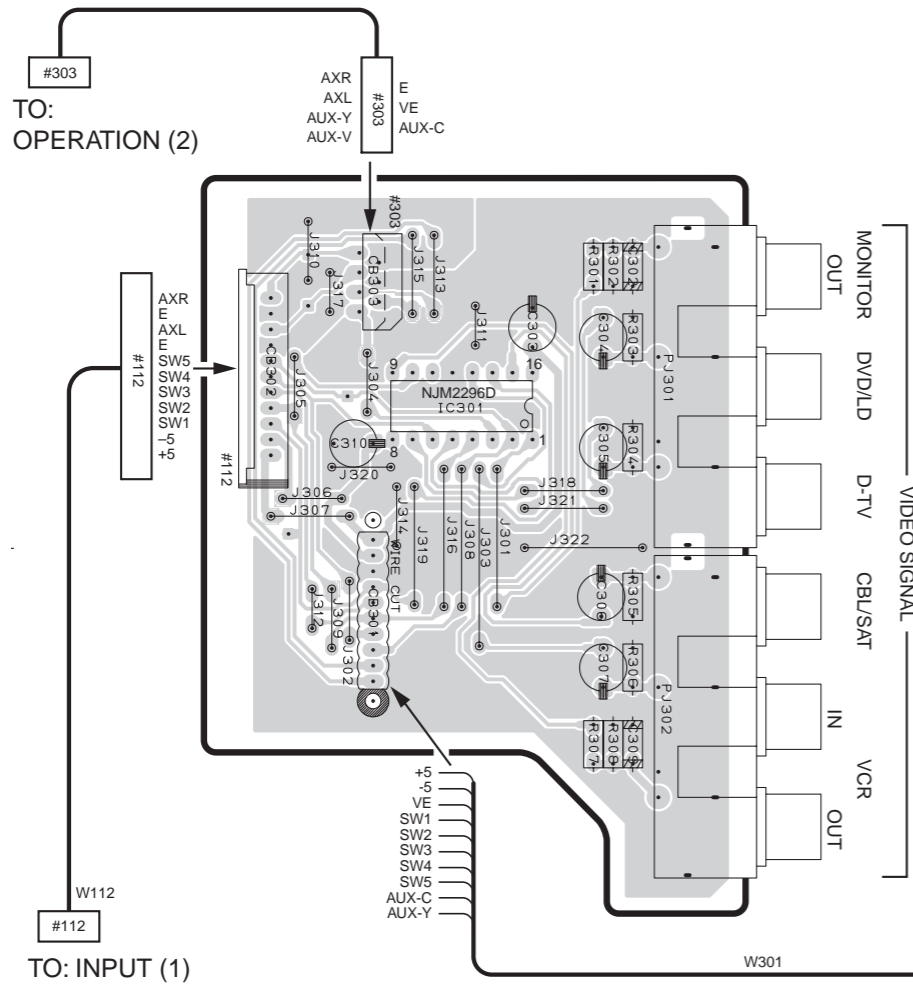 #303
TO:
OPERATION (2)
AXR
AXL
AUX-Y
AUX-V
#303
E
VE
AUX-C
#303
CB303
J310
J317
J315
J313
J311
C303
R301
R302
C302
C304
R303
PJ301
MONITOR
OUT
DVD/LD
D-TV
CBL/SAT
IN
VCR
OUT
VIDEO SIGNAL
#112
AXR
E
AXL
E
SW5
SW4
SW3
SW2
SW1
–5
+5
CB302
#112
J305
J304
9
16
NJM2296D
IC301
8
1
C310
J320
C305
R304
J306
J307
J318
J321
J322
J314
J319
J316
J308
J303
J301
WIRE CUT
CB301
J312
J309
J302
R305
R306
PJ302
R307
R308
+5
-5
VE
SW1
SW2
SW3
SW4
SW5
AUX-C
AUX-Y
W112
#112
TO: INPUT (1)
W301